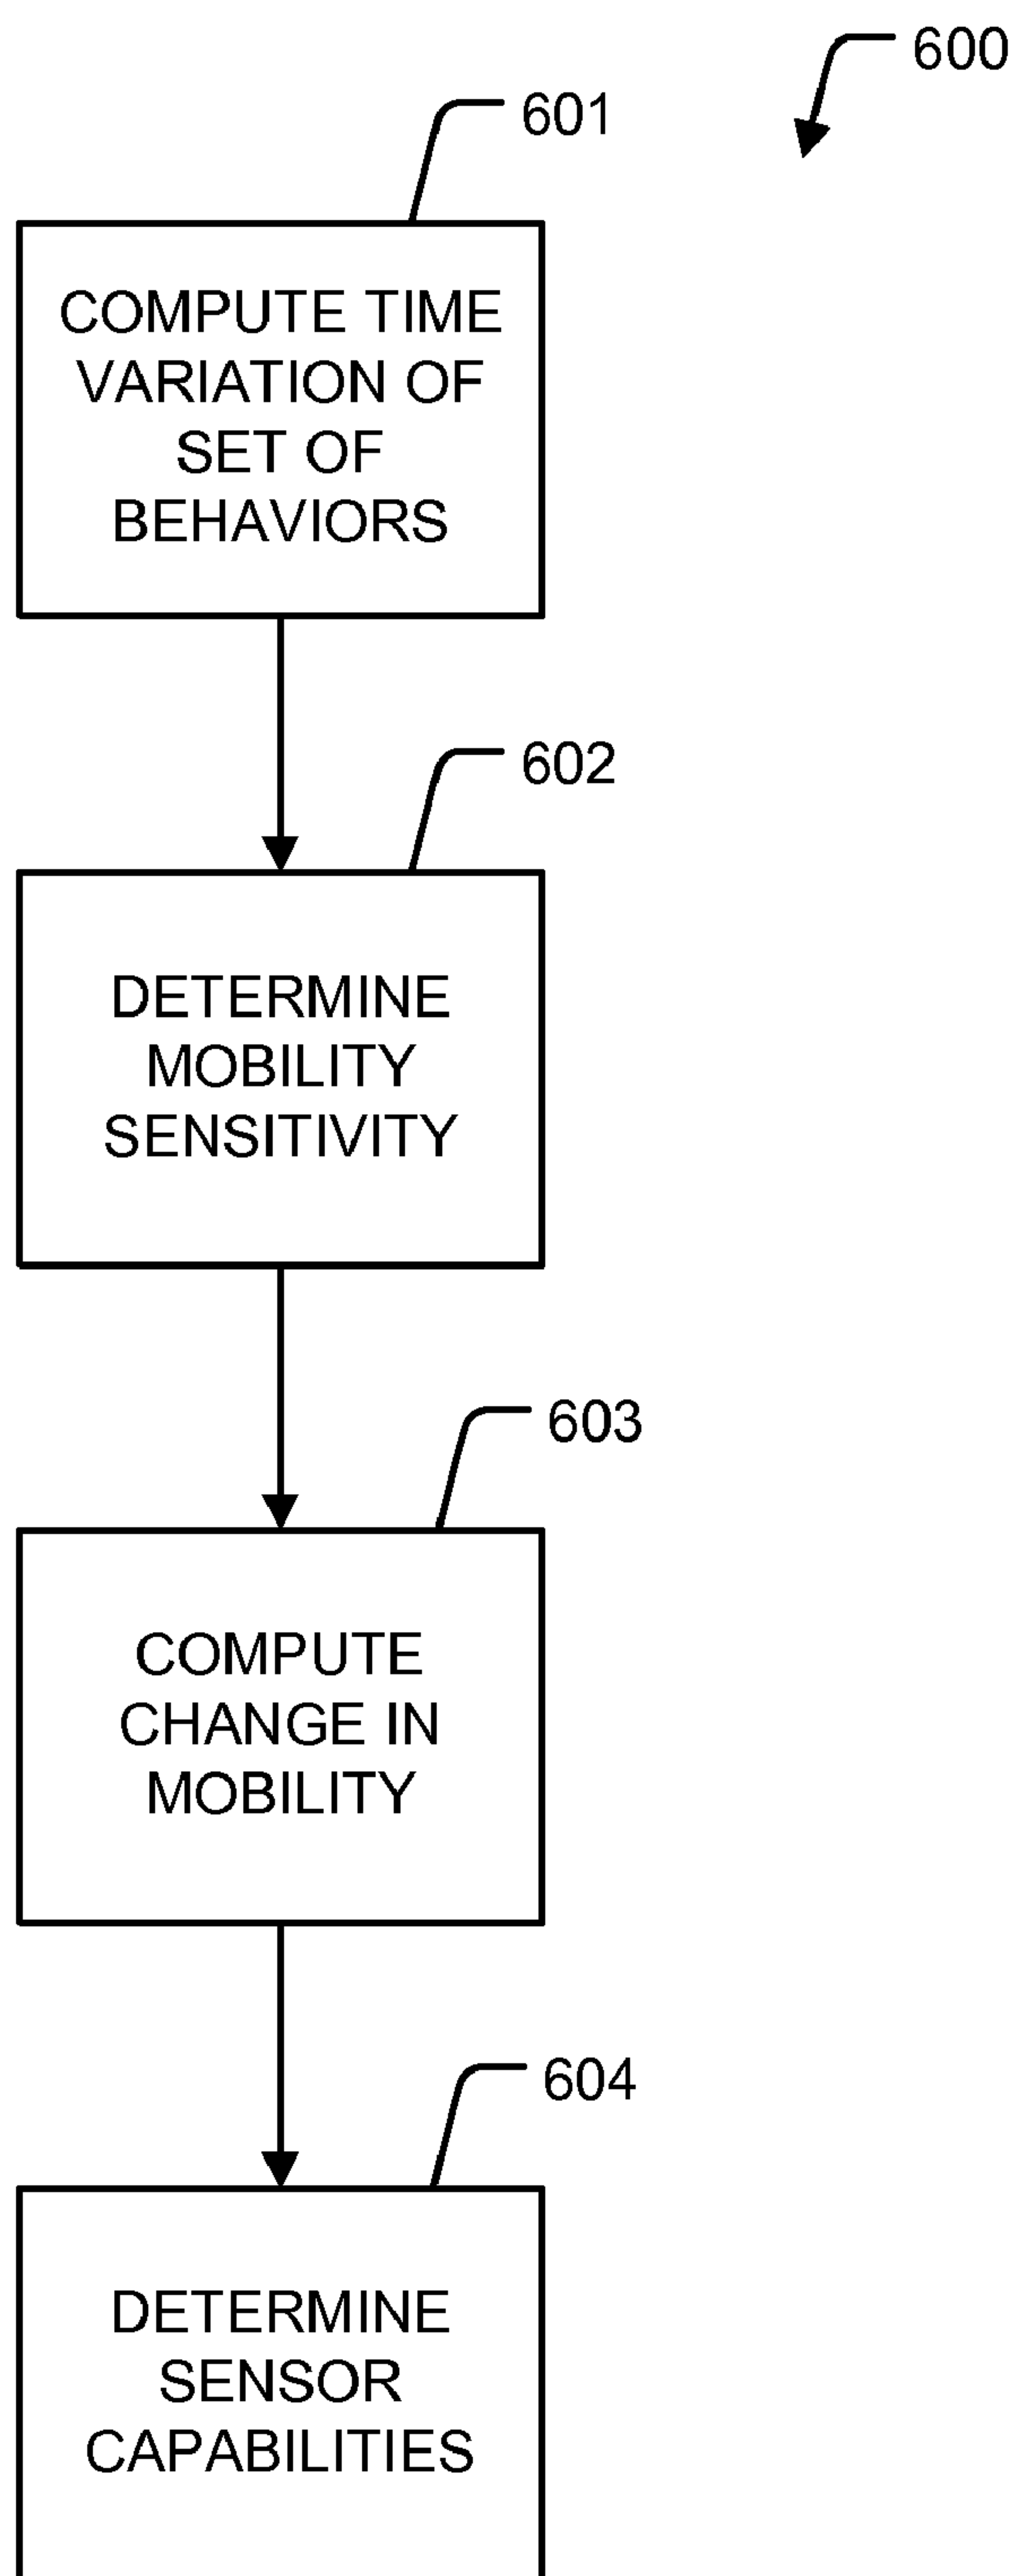 600
601
COMPUTE TIME
VARIATION OF
SET OF
BEHAVIORS
602
DETERMINE
MOBILITY
SENSITIVITY
603
COMPUTE
CHANGE IN
MOBILITY
604
DETERMINE
SENSOR
CAPABILITIES